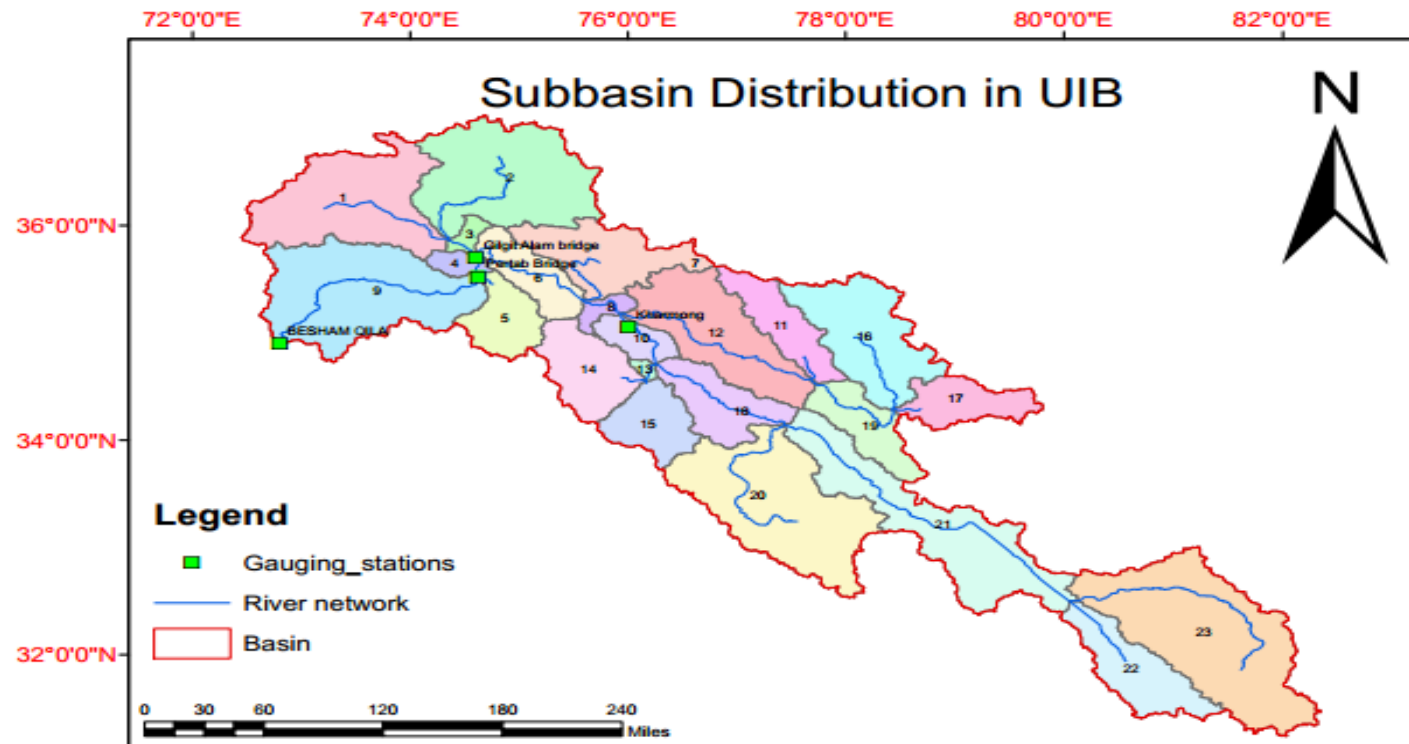 72°0'0"E 74°0'0"E 76°0'0"E 78°0'0"E 80°0'0"E 82°0'0"E
Subbasin Distribution in UIB
N
36°0'0"N
34°0'0"N
32°0'0"N
1
2
3
Gilgit Alam bridge
4
Partab Bridge
6
7
9
8
5
BESHAM QILA
10
12
11
16
14
13
15
18
19
17
20
21
22
23
Legend
Gauging_stations
River network
Basin
0 30 60 120 180 240
Miles